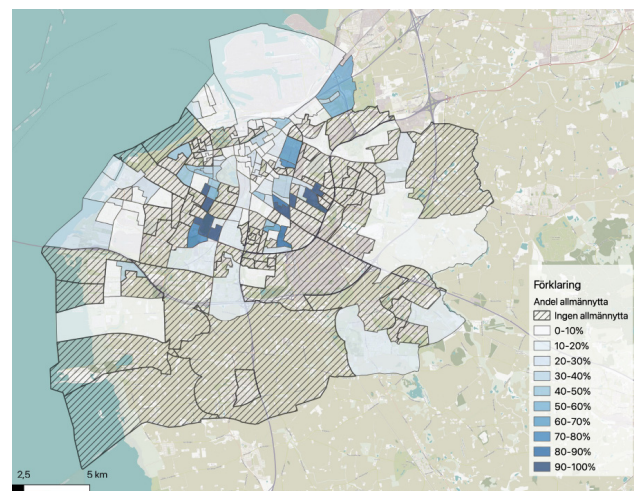 Förklaring
Andel allmännytta
Ingen allmännytta
0-10%
10-20%
20-30%
30-40%
40-50%
50-60%
60-70%
70-80%
80-90%
90-100%
2,5
5 km